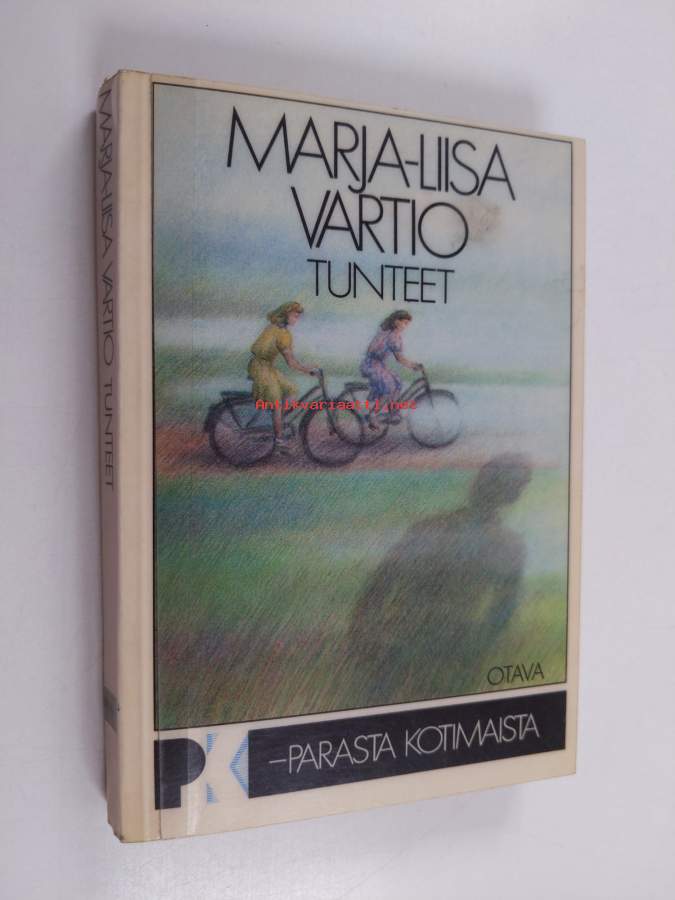 MARJA-LIISA
VARTIO
TUNTEET
Antikvariaatti.net
OTAVA
PK
–PARASTA KOTIMAISTA
MARJA-LIISA VARTIO TUNTEET